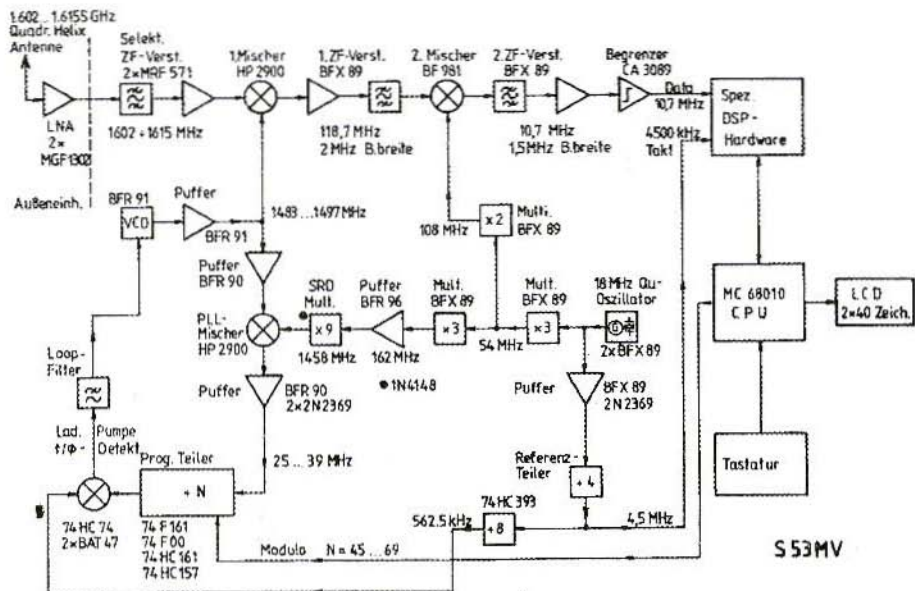 1.602...1.6155 GHz
Quadr. Helix
Antenne
LNA
2×
MGF1302
Außeneinh.
Selekt.
ZF-Verst.
2×MRF 571
1602 ÷ 1615 MHz
1.Mischer
HP 2900
1.ZF-Verst.
BFX 89
118,7 MHz
2 MHz B.breite
2. Mischer
BF 981
2.ZF-Verst.
BFX 89
10,7 MHz
1,5MHz B.breite
Begrenzer
CA 3089
Data
10,7 MHz
4500 kHz
Takt
Spez.
DSP-
Hardware
BFR 91
VCO
Puffer
BFR 91
1483...1497 MHz
108 MHz
×2
Multi.
BFX 89
Puffer
BFR 90
PLL-
Mischer
HP 2900
SRD
Mult.
×9
1458 MHz
Puffer
BFR 96
162 MHz
1N4148
Mult.
BFX 89
×3
54 MHz
Mult.
BFX 89
×3
18 MHz Qu-
Oszillator
2×BFX 89
MC 68010
CPU
LCD
2×40 Zeich.
Tastatur
Loop-
Filter
Puffer
BFR 90
2×2N2369
25 ... 39 MHz
Puffer
BFX 89
2N2369
Referenz-
Teiler
÷4
4,5 MHz
74 HC 393
÷8
562.5 kHz
Lad. Pumpe
f/Φ- Detekt.
74 HC 74
2×BAT 47
Prog. Teiler
÷ N
74 F 161
74 F 00
74 HC 161
74 HC 157
Modulo N = 45 ... 69
S 53MV